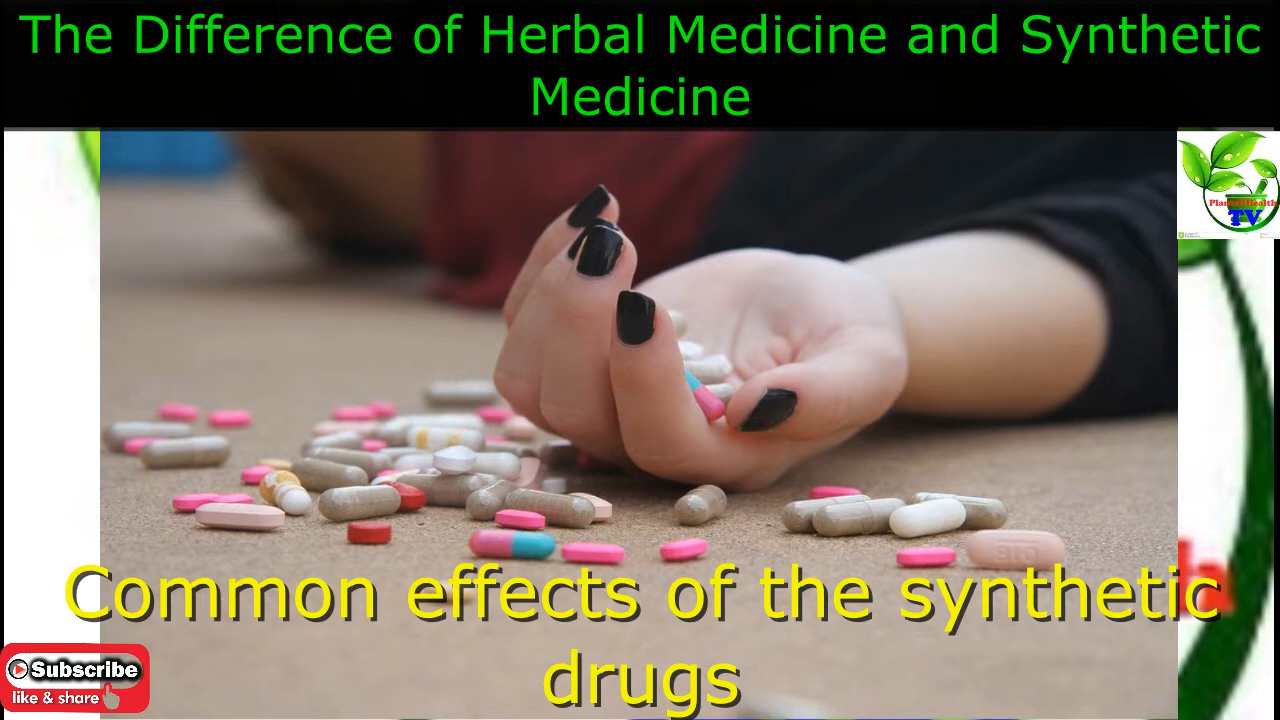 The Difference of Herbal Medicine and Synthetic
Medicine
TV
Common effects of the synthetic
drugs
Subscribe
like & share